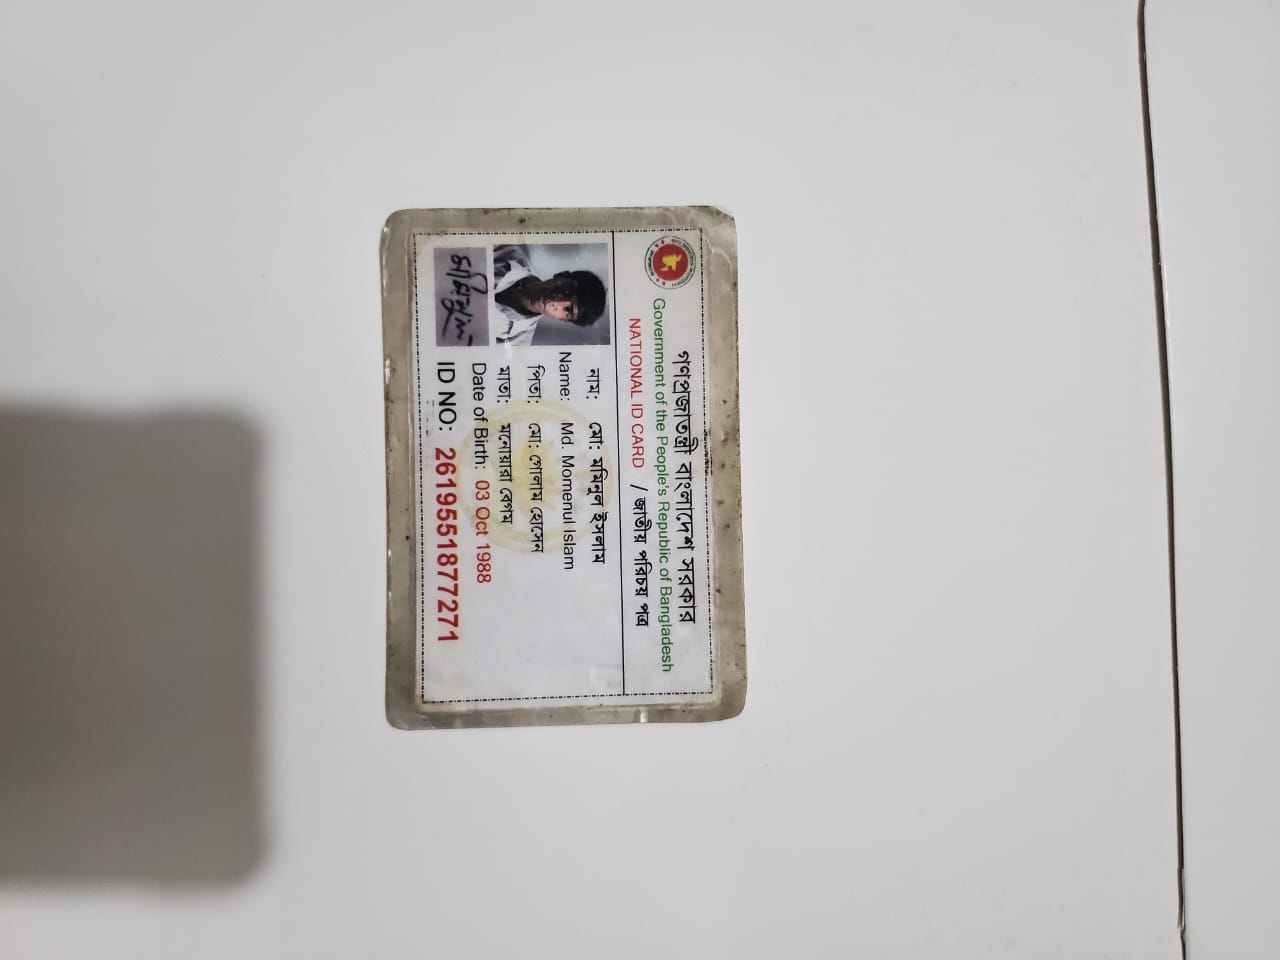 গণপ্রজাতন্ত্রী বাংলাদেশ সরকার
Government of the People's Republic of Bangladesh
NATIONAL ID CARD / জাতীয় পরিচয় পত্র
নাম: মো: মমিনুল ইসলাম
Name: Md. Momenul Islam
পিতা: মো: গোলাম হোসেন
মাতা: মনোয়ারা বেগম
Date of Birth: 03 Oct 1988
ID NO: 2619551877271